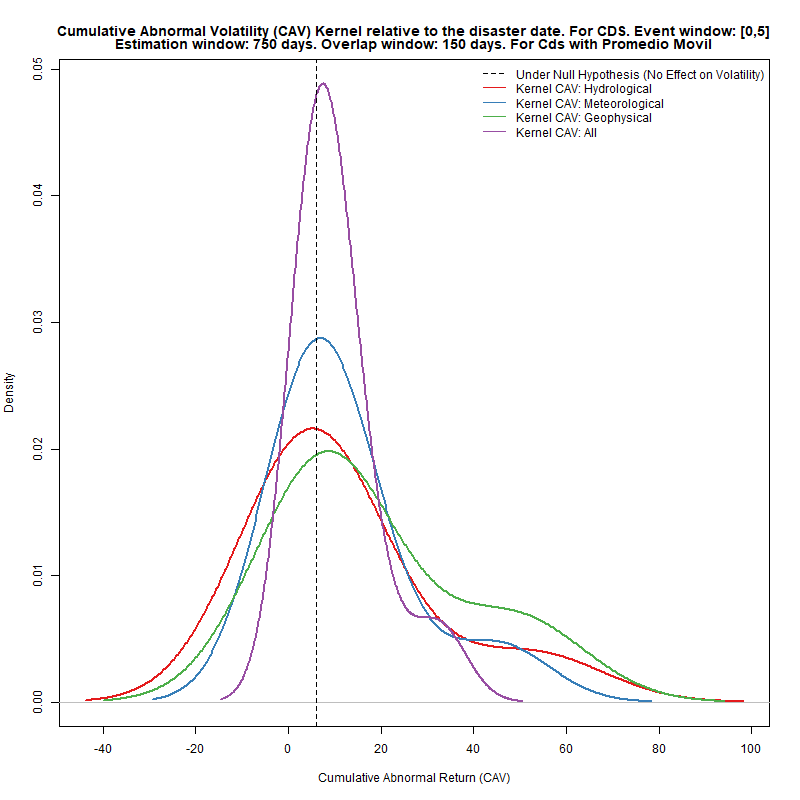 Cumulative Abnormal Volatility (CAV) Kernel relative to the disaster date. For CDS. Event window: [0,5]
Estimation window: 750 days. Overlap window: 150 days. For Cds with Promedio Movil
Under Null Hypothesis (No Effect on Volatility)
Kernel CAV: Hydrological
Kernel CAV: Meteorological
Kernel CAV: Geophysical
Kernel CAV: All
0.05
0.04
0.03
0.02
0.01
0.00
Density
-40 -20 0 20 40 60 80 100
Cumulative Abnormal Return (CAV)